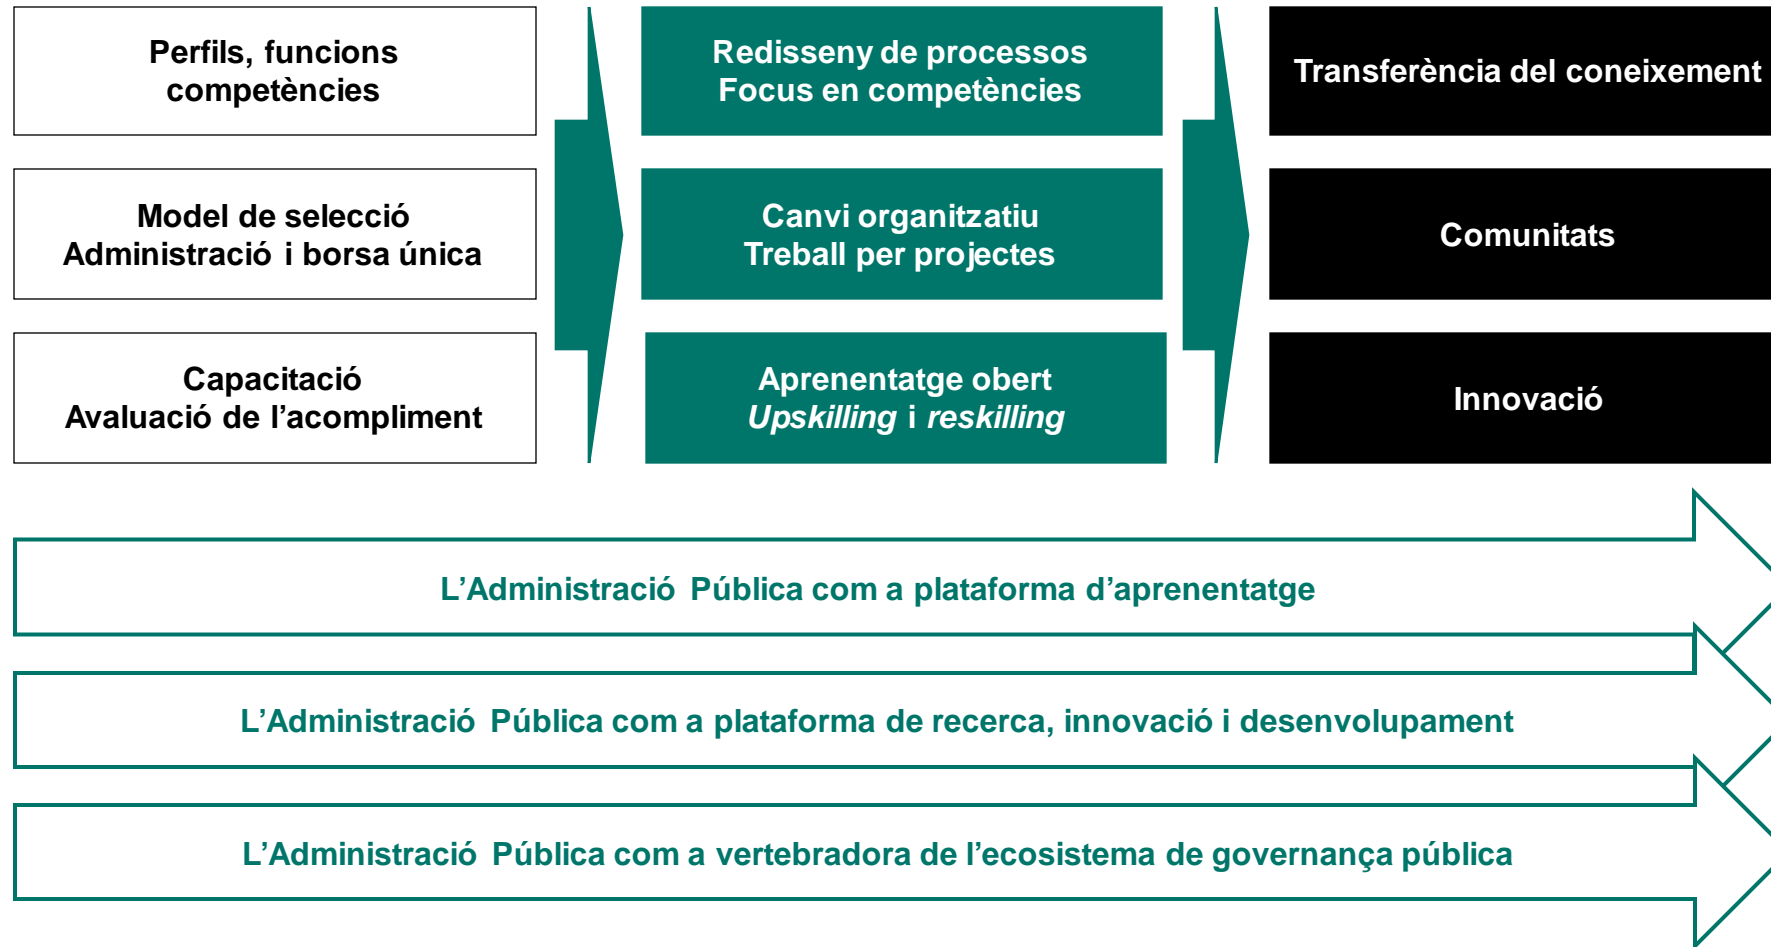 Perfils, funcions
competències
Redisseny de processos
Focus en competències
Transferència del coneixement
Model de selecció
Administració i borsa única
Canvi organitzatiu
Treball per projectes
Comunitats
Capacitació
Avaluació de l’acompliment
Aprenentatge obert
Upskilling i reskilling
Innovació
L’Administració Pública com a plataforma d’aprenentatge
L’Administració Pública com a plataforma de recerca, innovació i desenvolupament
L’Administració Pública com a vertebradora de l’ecosistema de governança pública